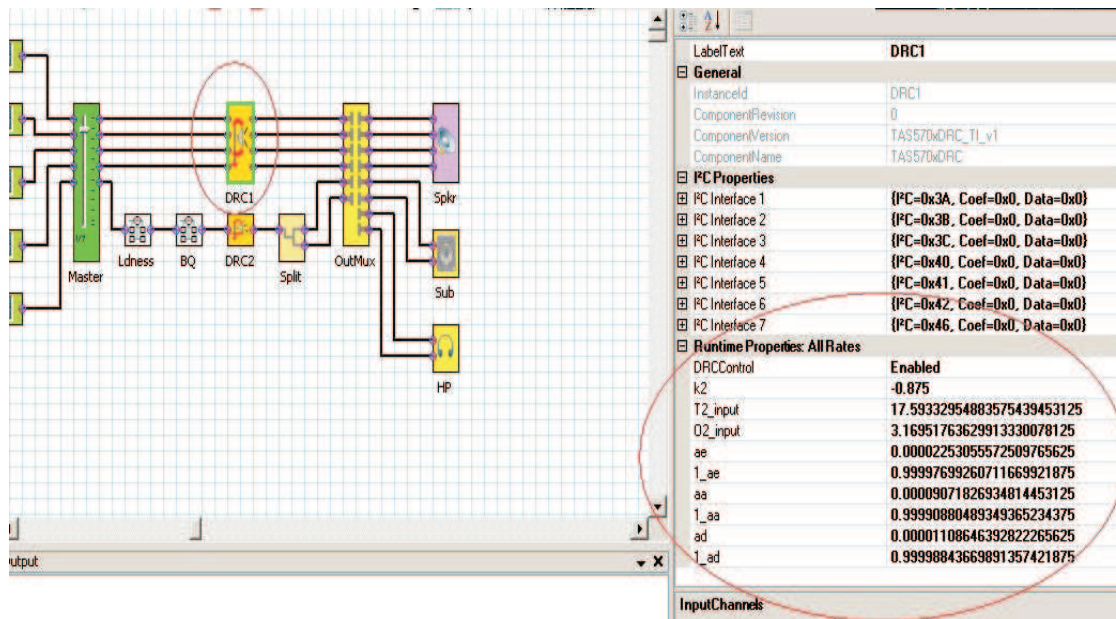 DRC1
Spkr
Master
Ldness
BQ
DRC2
Split
OutMux
Sub
HP
utput
LabelText DRC1
General
InstanceId DRC1
ComponentRevision 0
ComponentVersion TAS570xDRC_TI_v1
ComponentName TAS570xDRC
I²C Properties
I²C Interface 1 {I²C=0x3A, Coef=0x0, Data=0x0}
I²C Interface 2 {I²C=0x3B, Coef=0x0, Data=0x0}
I²C Interface 3 {I²C=0x3C, Coef=0x0, Data=0x0}
I²C Interface 4 {I²C=0x40, Coef=0x0, Data=0x0}
I²C Interface 5 {I²C=0x41, Coef=0x0, Data=0x0}
I²C Interface 6 {I²C=0x42, Coef=0x0, Data=0x0}
I²C Interface 7 {I²C=0x46, Coef=0x0, Data=0x0}
Runtime Properties: All Rates
DRCControl Enabled
k2 -0.875
T2_input 17.59332954883575439453125
O2_input 3.16951763629913330078125
ae 0.00002253055572509765625
1_ae 0.99997699260711669921875
aa 0.00009071826934814453125
1_aa 0.99990880489349365234375
ad 0.00001108646392822265625
1_ad 0.99998843669891357421875
InputChannels